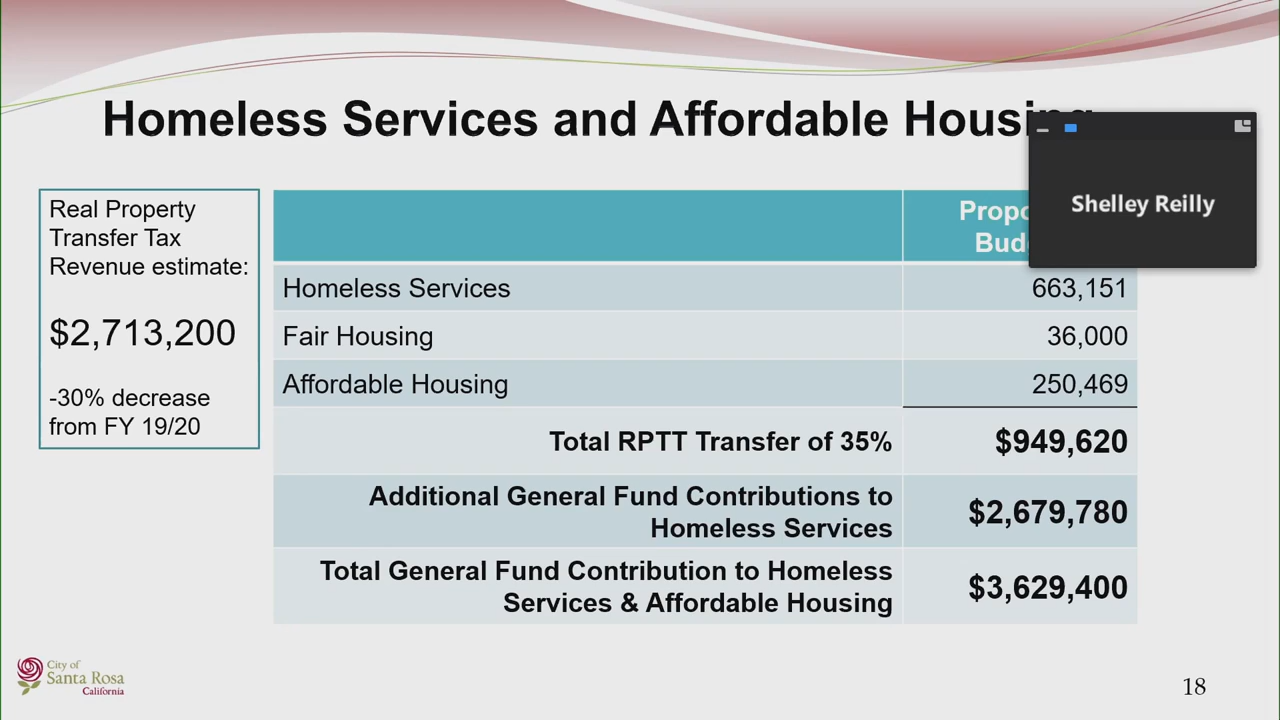 Homeless Services and Affordable
Shelley Reilly
Real Property
Transfer Tax
Revenue estimate:
$2,713,200
-30% decrease
from FY 19/20
Homeless Services 663,151
Fair Housing 36,000
Affordable Housing 250,469
Total RPTT Transfer of 35% $949,620
Additional General Fund Contributions to
Homeless Services $2,679,780
Total General Fund Contribution to Homeless
Services & Affordable Housing $3,629,400
City of
Santa Rosa
California
18